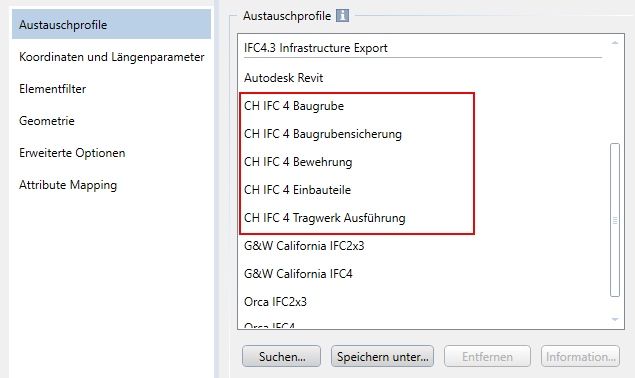 Austauschprofile
Koordinaten und Längenparameter
Elementfilter
Geometrie
Erweiterte Optionen
Attribute Mapping
Austauschprofile
IFC4.3 Infrastructure Export
Autodesk Revit
CH IFC 4 Baugrube
CH IFC 4 Baugrubensicherung
CH IFC 4 Bewehrung
CH IFC 4 Einbauteile
CH IFC 4 Tragwerk Ausführung
G&W California IFC2x3
G&W California IFC4
Orca IFC2x3
Orca IFC4
Suchen... Speichern unter... Entfernen Information...